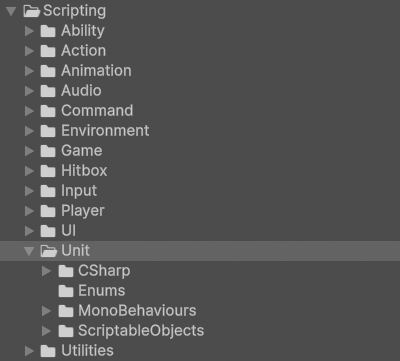 Scripting
Ability
Action
Animation
Audio
Command
Environment
Game
Hitbox
Input
Player
UI
Unit
CSharp
Enums
MonoBehaviours
ScriptableObjects
Utilities